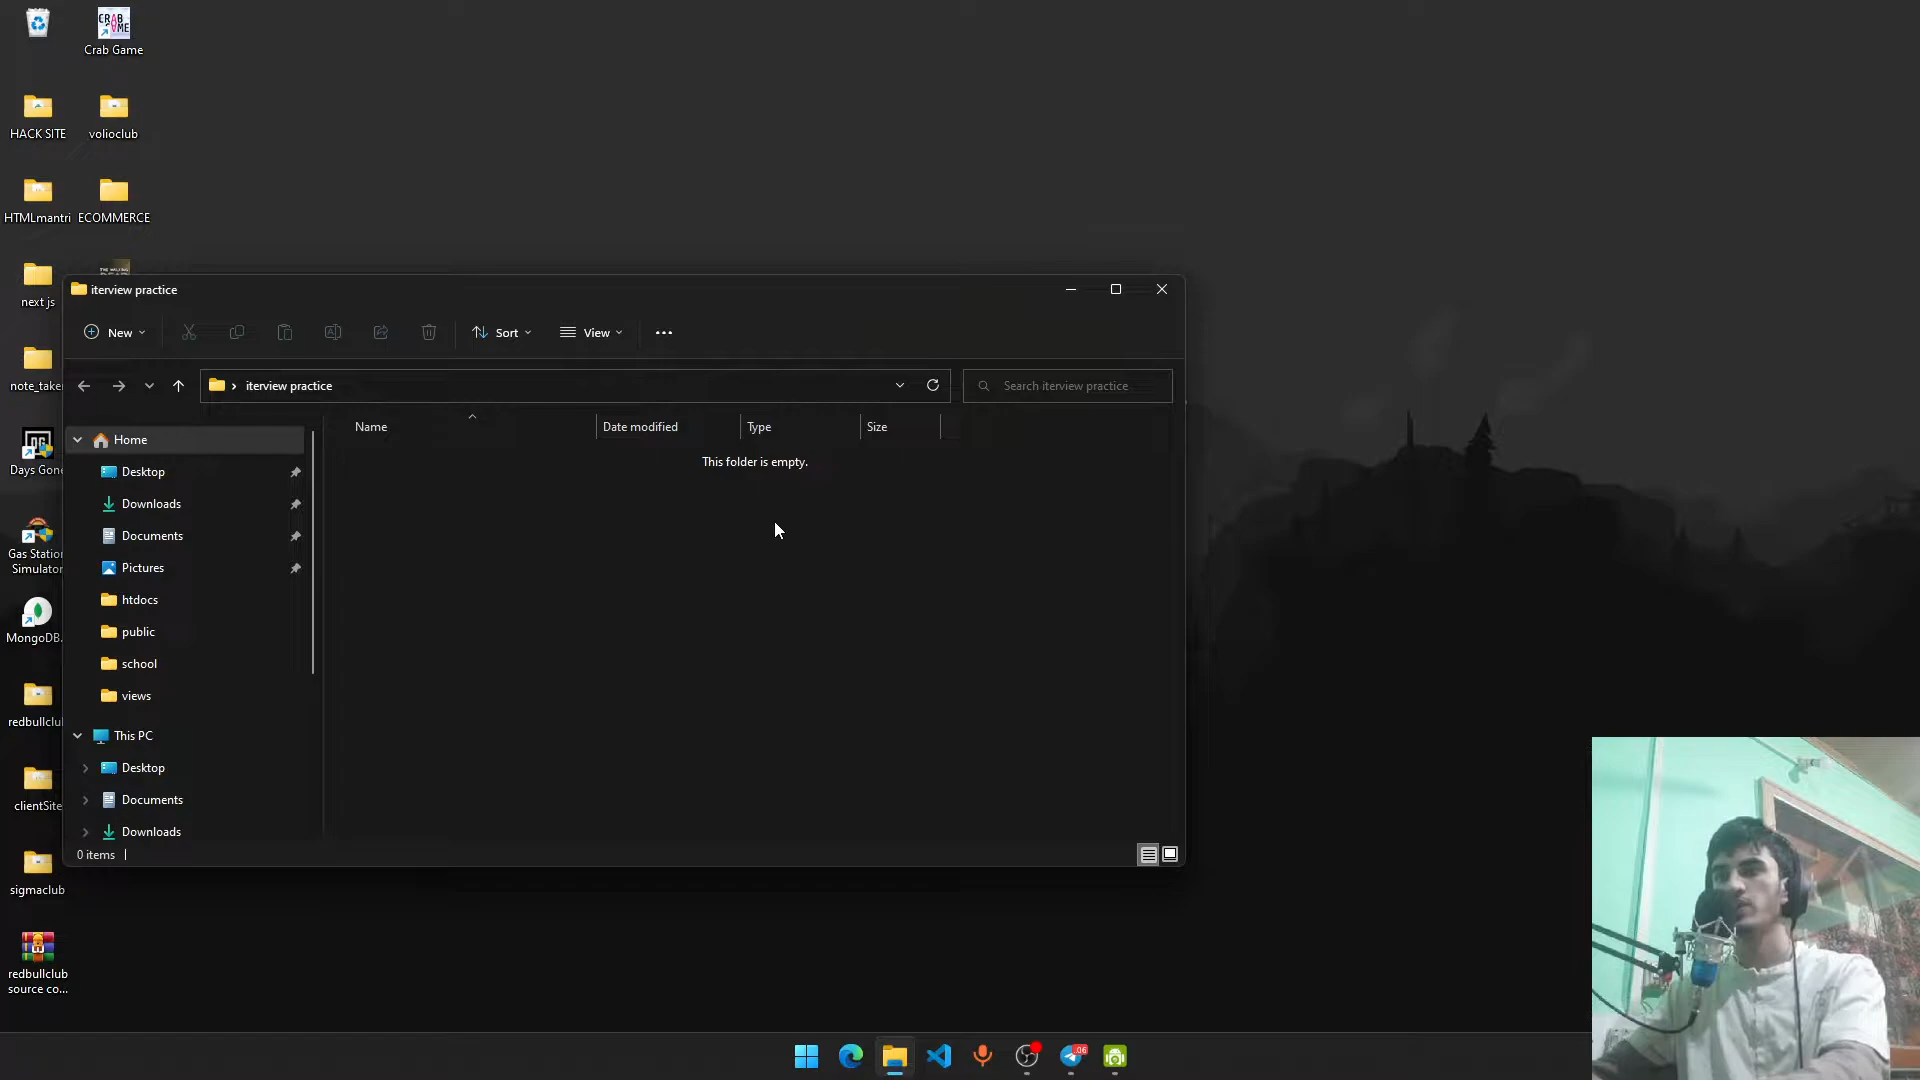 Crab Game
HACK SITE
volioclub
HTMLmantri
ECOMMERCE
next js
note_take
Days Gone
Gas Station
Simulator
MongoDB.
redbullclu
clientSite
sigmaclub
redbullclub
source co...
iterview practice
New
Sort
View
iterview practice
Search iterview practice
Name
Date modified
Type
Size
This folder is empty.
Home
Desktop
Downloads
Documents
Pictures
htdocs
public
school
views
This PC
Desktop
Documents
Downloads
0 items